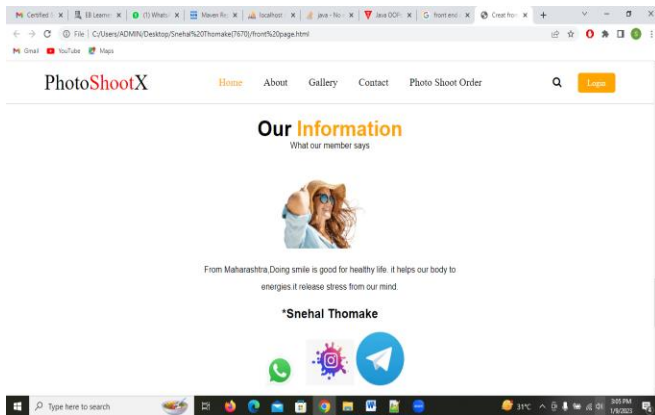 Certified
(1) Whats
Maven Re
localhost
java - No
Java OOP
front end
Creat hor
File | C:/Users/ADMIN/Desktop/Snehal%20Thomake(7670)/front%20page.html
Gmail YouTube Maps
PhotoShootX Home About Gallery Contact Photo Shoot Order Login
Our Information
What our member says
From Maharashtra,Doing smile is good for healthy life. it helps our body to
energies.it release stress from our mind.
*Snehal Thomake
Type here to search 31°C 3:05 PM
1/9/2023